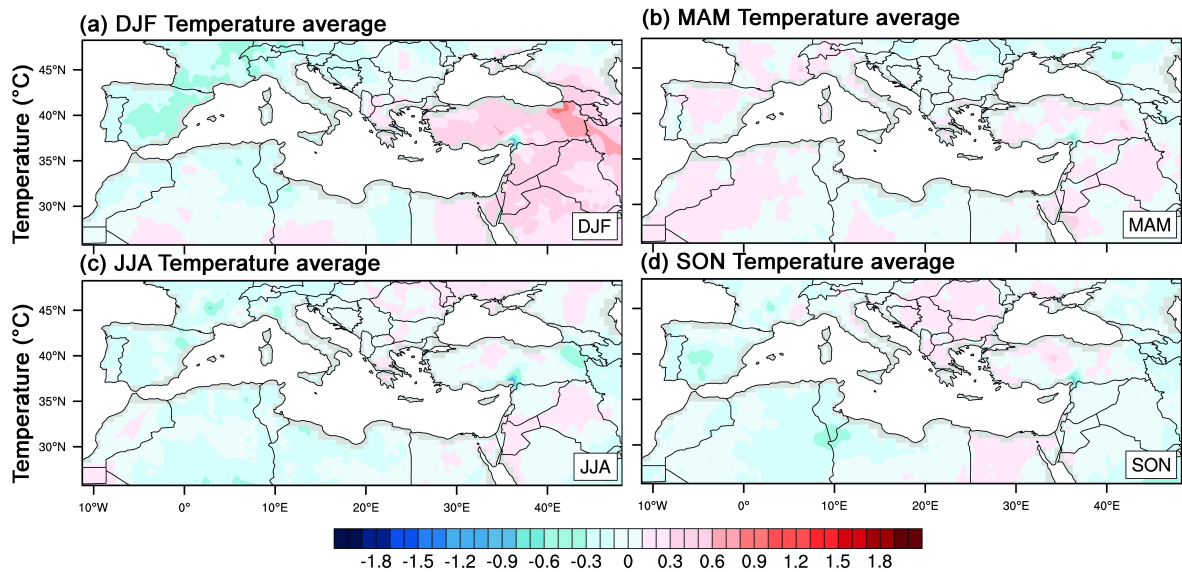 (a) DJF Temperature average
(b) MAM Temperature average
Temperature (°C)
45°N
40°N
35°N
30°N
DJF
MAM
(c) JJA Temperature average
(d) SON Temperature average
Temperature (°C)
45°N
40°N
35°N
30°N
JJA
SON
10°W 0° 10°E 20°E 30°E 40°E
10°W 0° 10°E 20°E 30°E 40°E
-1.8 -1.5 -1.2 -0.9 -0.6 -0.3 0 0.3 0.6 0.9 1.2 1.5 1.8